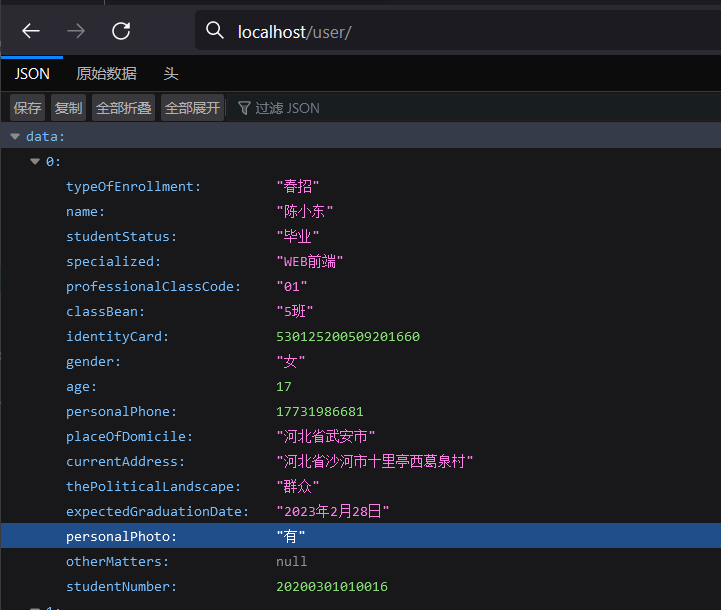 localhost/user/
JSON 原始数据 头
保存 复制 全部折叠 全部展开 过滤 JSON
data:
0:
typeOfEnrollment: "春招"
name: "陈小东"
studentStatus: "毕业"
specialized: "WEB前端"
professionalClassCode: "01"
classBean: "5班"
identityCard: 530125200509201660
gender: "女"
age: 17
personalPhone: 17731986681
placeOfDomicile: "河北省武安市"
currentAddress: "河北省沙河市十里亭西葛泉村"
thePoliticalLandscape: "群众"
expectedGraduationDate: "2023年2月28日"
personalPhoto: "有"
otherMatters: null
studentNumber: 20200301010016
1: